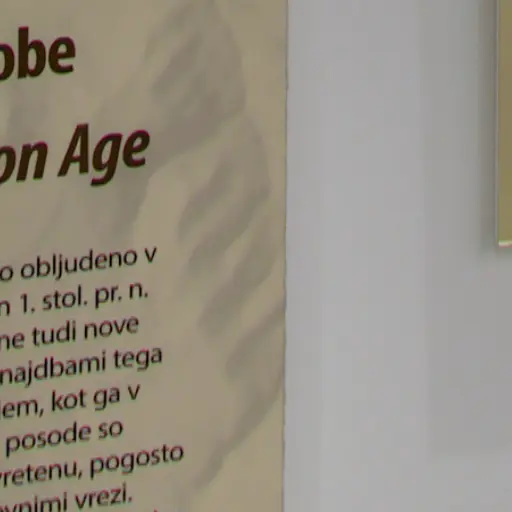 obe
on Age
o obljudeno v
n 1. stol. pr. n.
ne tudi nove
najdbami tega
em, kot ga v
posode so
retenu, pogosto
vnimi vrezi.